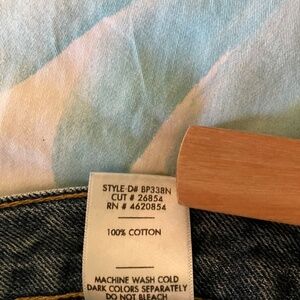 STYLE-D# BP338N
CUT # 26854
RN # 4620854
100% COTTON
MACHINE WASH COLD
DARK COLORS SEPARATELY
DO NOT BLEACH